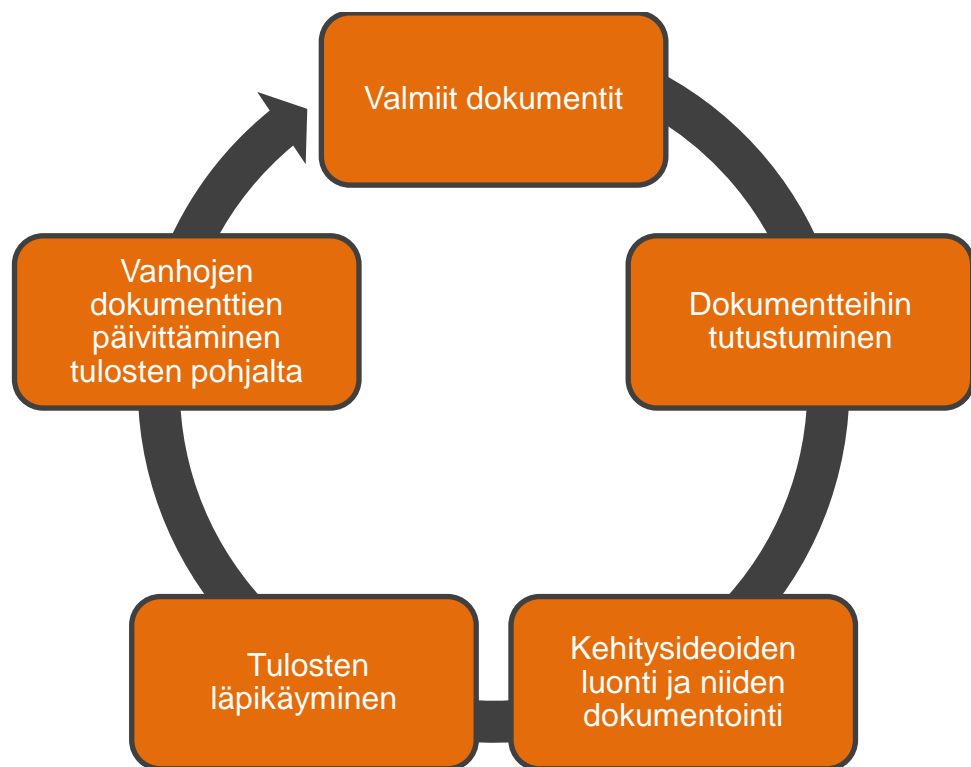 Valmiit dokumentit
Dokumentteihin
tutustuminen
Kehitysideoiden
luonti ja niiden
dokumentointi
Tulosten
läpikäyminen
Vanhojen
dokumenttien
päivittäminen
tulosten pohjalta